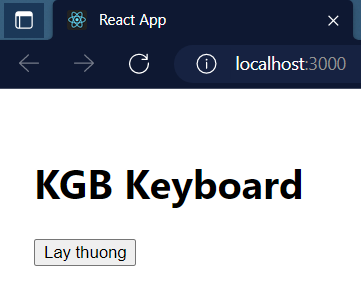 React App
localhost:3000
KGB Keyboard
Lay thuong